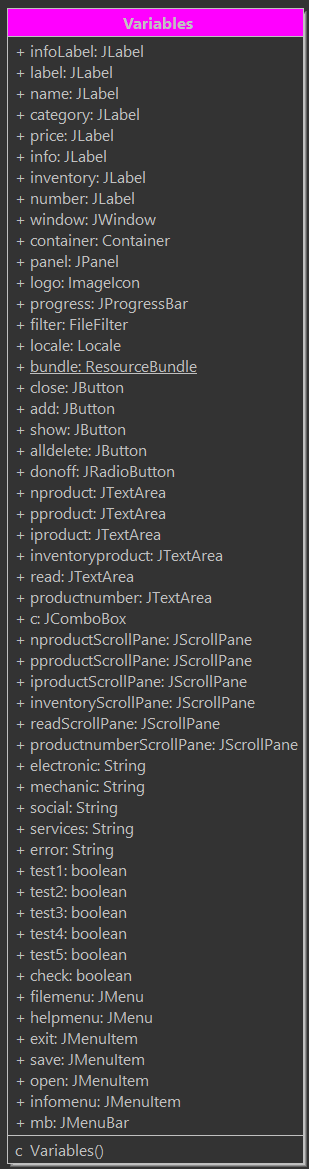 Variables
+ infoLabel: JLabel
+ label: JLabel
+ name: JLabel
+ category: JLabel
+ price: JLabel
+ info: JLabel
+ inventory: JLabel
+ number: JLabel
+ window: JWindow
+ container: Container
+ panel: JPanel
+ logo: ImageIcon
+ progress: JProgressBar
+ filter: FileFilter
+ locale: Locale
+ bundle: ResourceBundle
+ close: JButton
+ add: JButton
+ show: JButton
+ alldelete: JButton
+ donoff: JRadioButton
+ nproduct: JTextArea
+ pproduct: JTextArea
+ iproduct: JTextArea
+ inventoryproduct: JTextArea
+ read: JTextArea
+ productnumber: JTextArea
+ c: JComboBox
+ nproductScrollPane: JScrollPane
+ pproductScrollPane: JScrollPane
+ iproductScrollPane: JScrollPane
+ inventoryScrollPane: JScrollPane
+ readScrollPane: JScrollPane
+ productnumberScrollPane: JScrollPane
+ electronic: String
+ mechanic: String
+ social: String
+ services: String
+ error: String
+ test1: boolean
+ test2: boolean
+ test3: boolean
+ test4: boolean
+ test5: boolean
+ check: boolean
+ filemenu: JMenu
+ helpmenu: JMenu
+ exit: JMenuItem
+ save: JMenuItem
+ open: JMenuItem
+ infomenu: JMenuItem
+ mb: JMenuBar
c Variables()